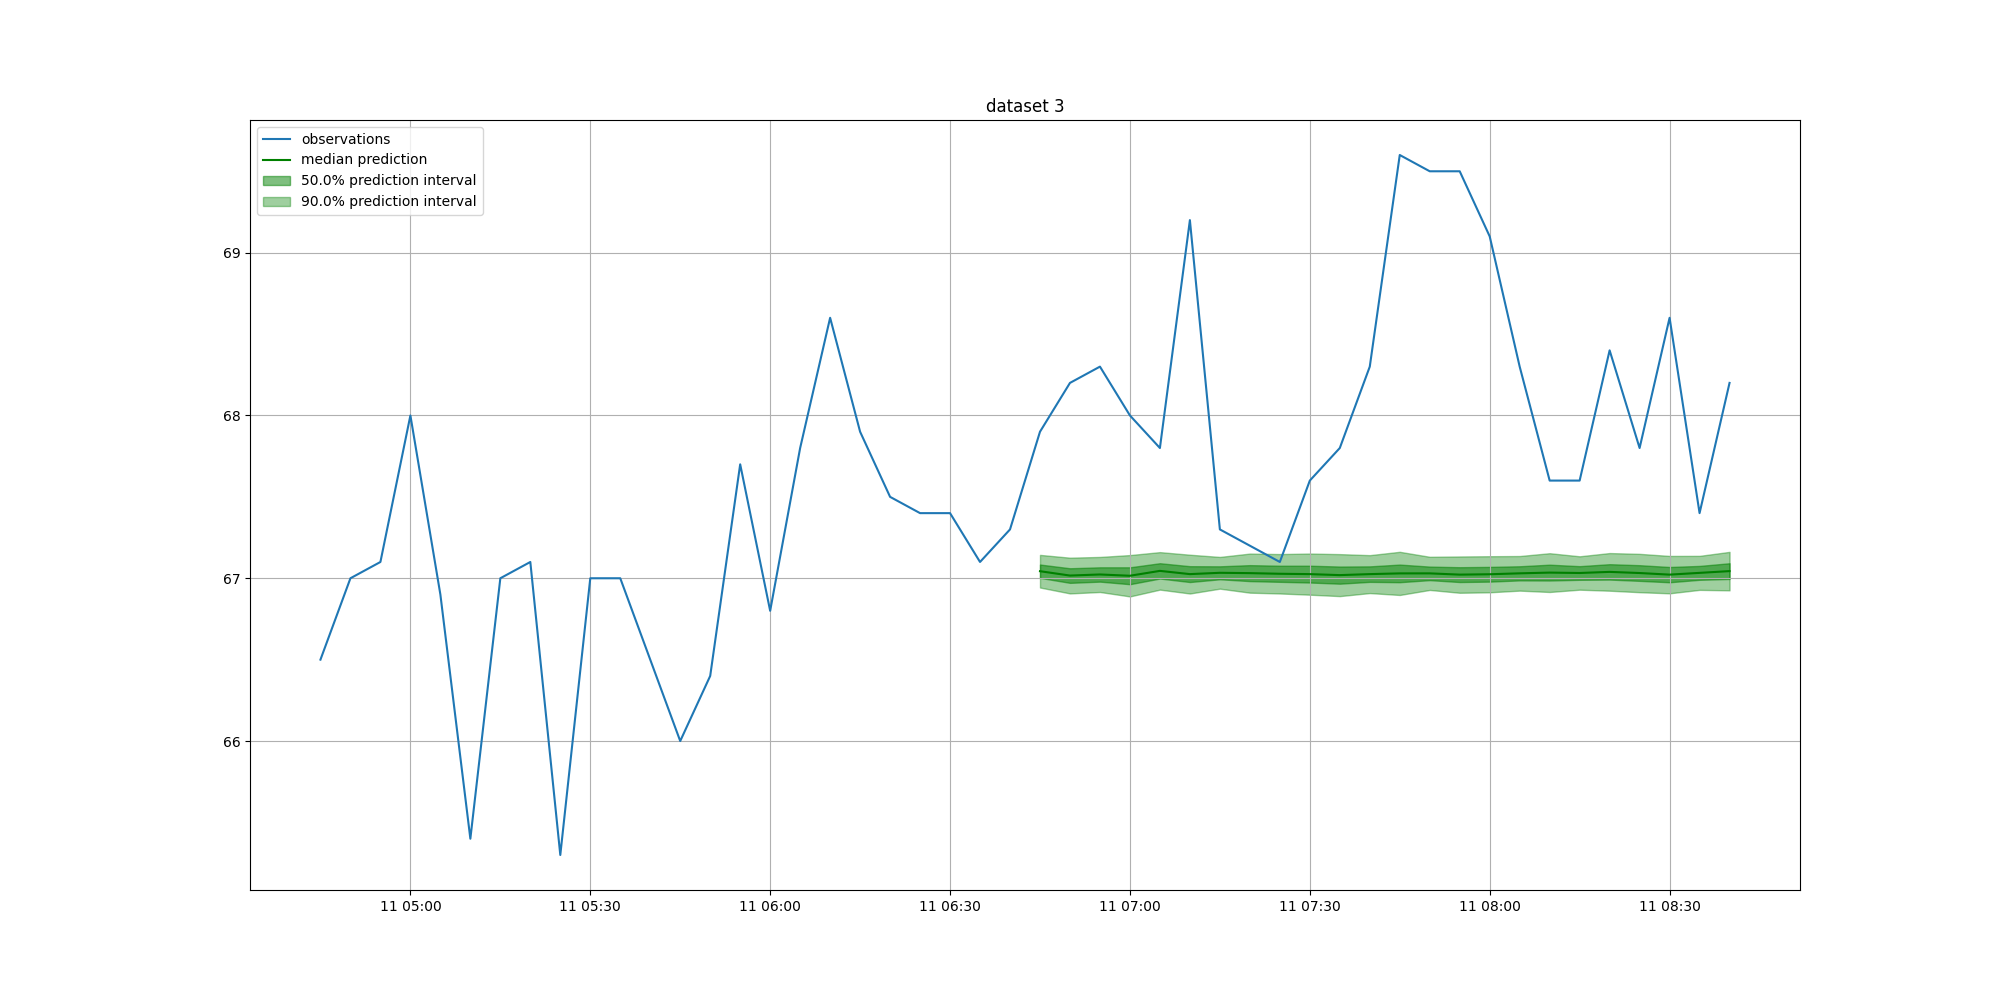 dataset 3
observations
median prediction
50.0% prediction interval
90.0% prediction interval
69
68
67
66
11 05:00
11 05:30
11 06:00
11 06:30
11 07:00
11 07:30
11 08:00
11 08:30